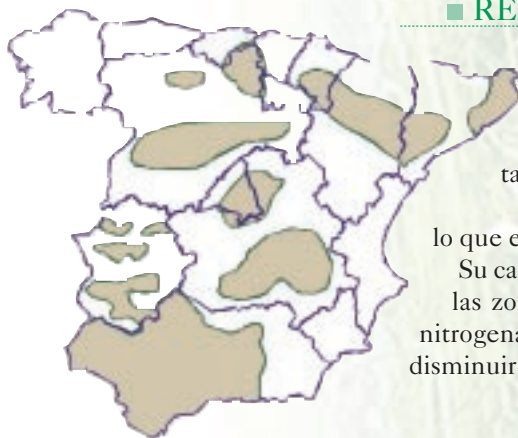 ■ RE
ta
lo que e
Su ca
las zo
nitrogena
disminuir